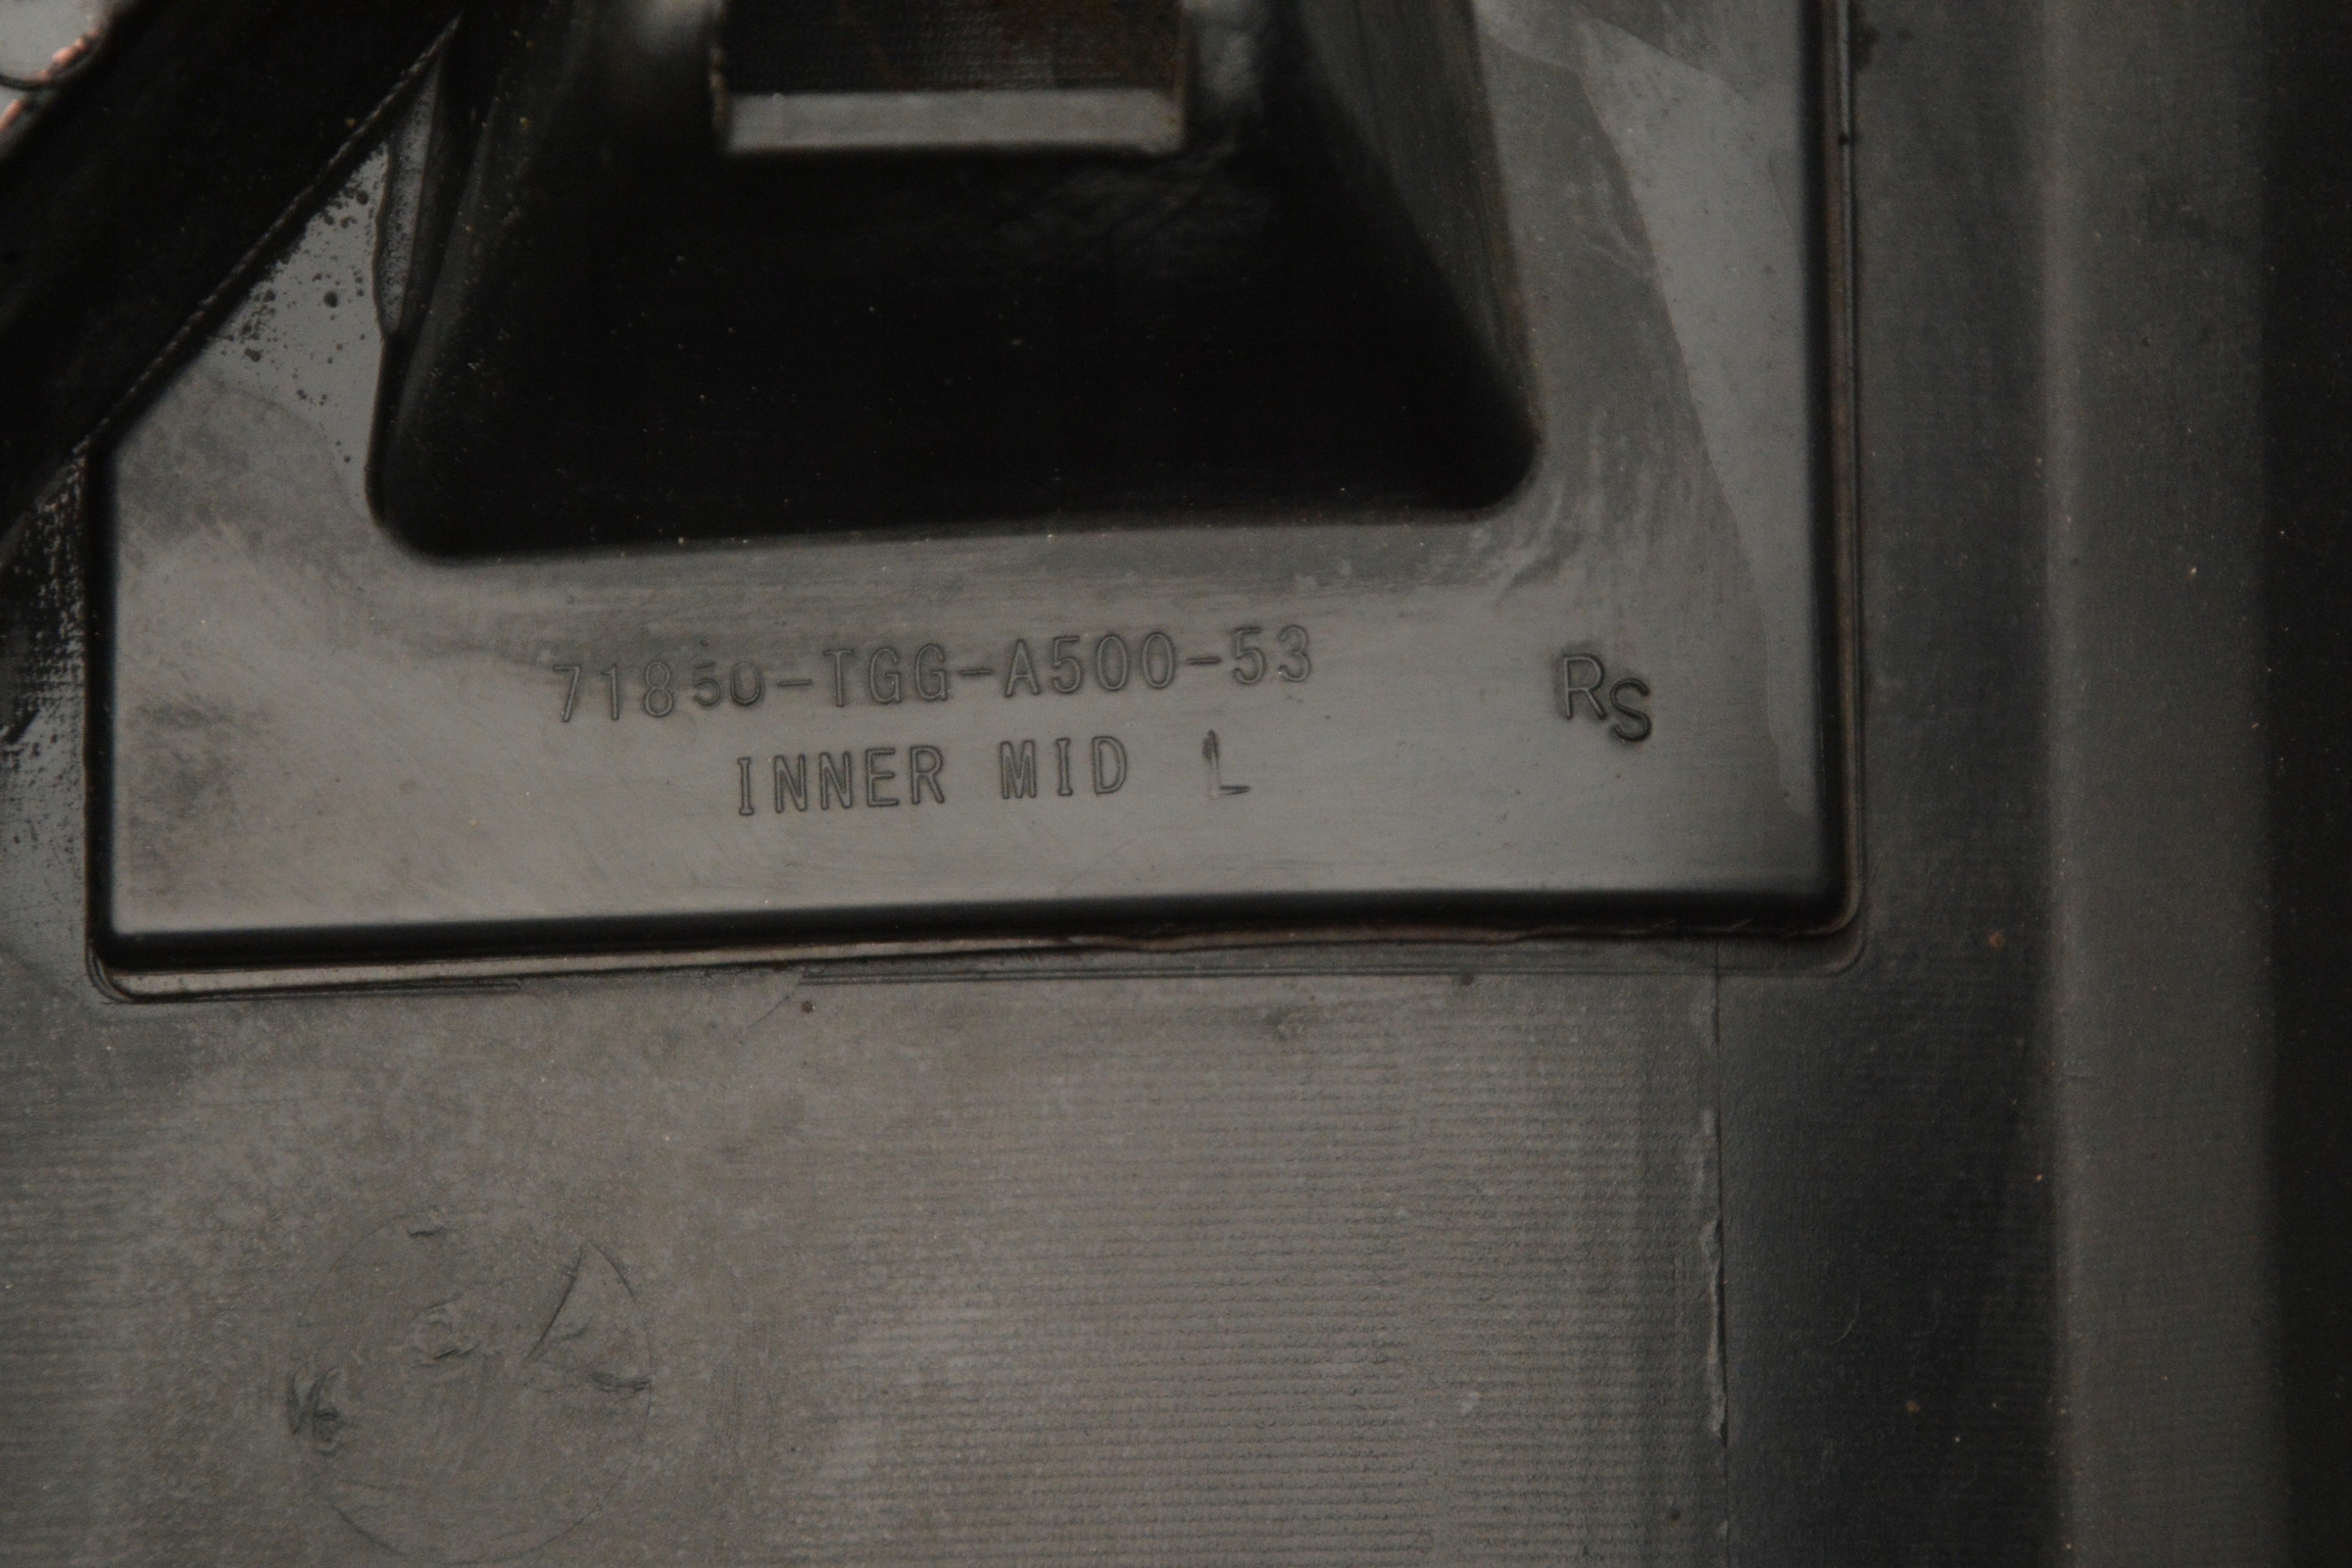 71850-TGG-A500-53
INNER MID L
RS